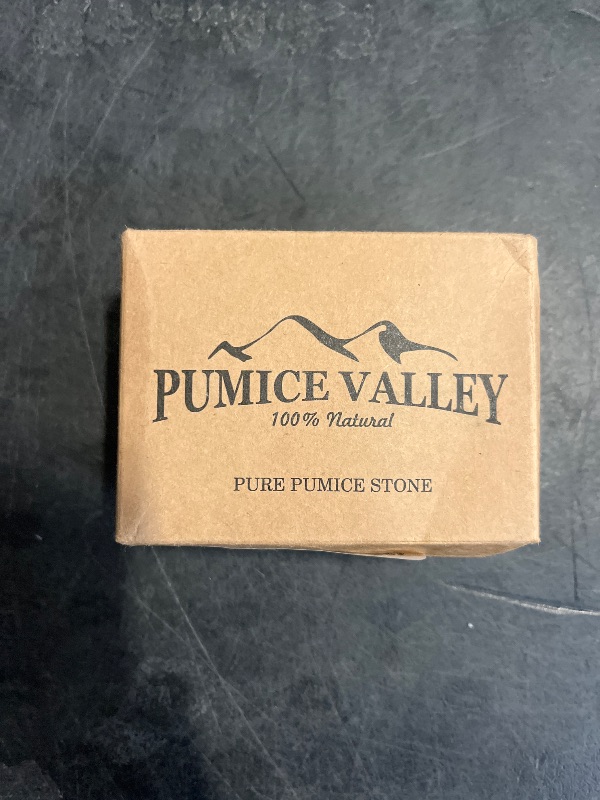 PUMICE VALLEY
100% Natural
PURE PUMICE STONE